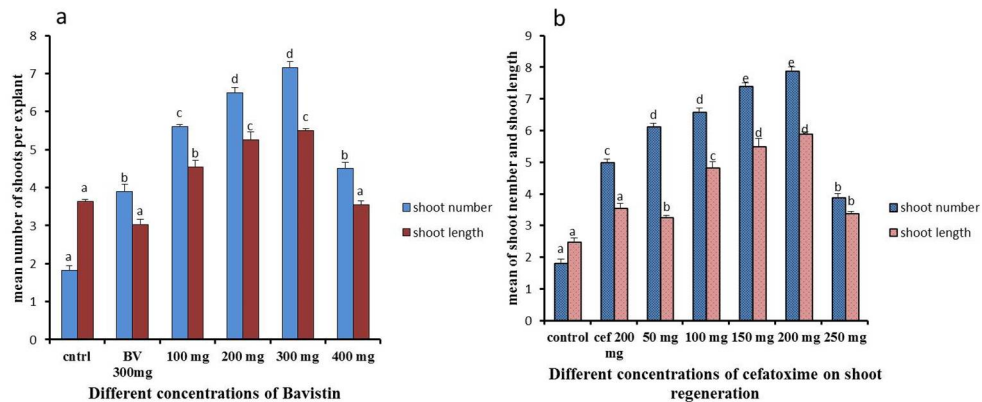 a
mean number of shoots per explant
8
7
6
5
4
3
2
1
0
a
a
b
a
c
b
d
c
d
c
b
a
shoot number
shoot length
cntrl BV 300mg 100 mg 200 mg 300 mg 400 mg
Different concentrations of Bavistin
b
mean of shoot nember and shoot length
9
8
7
6
5
4
3
2
1
0
a
a
c
a
d
b
d
c
e
d
e
d
b
b
shoot number
shoot length
control cef 200 mg 50 mg 100 mg 150 mg 200 mg 250 mg
Different concentrations of cefatoxime on shoot
regeneration